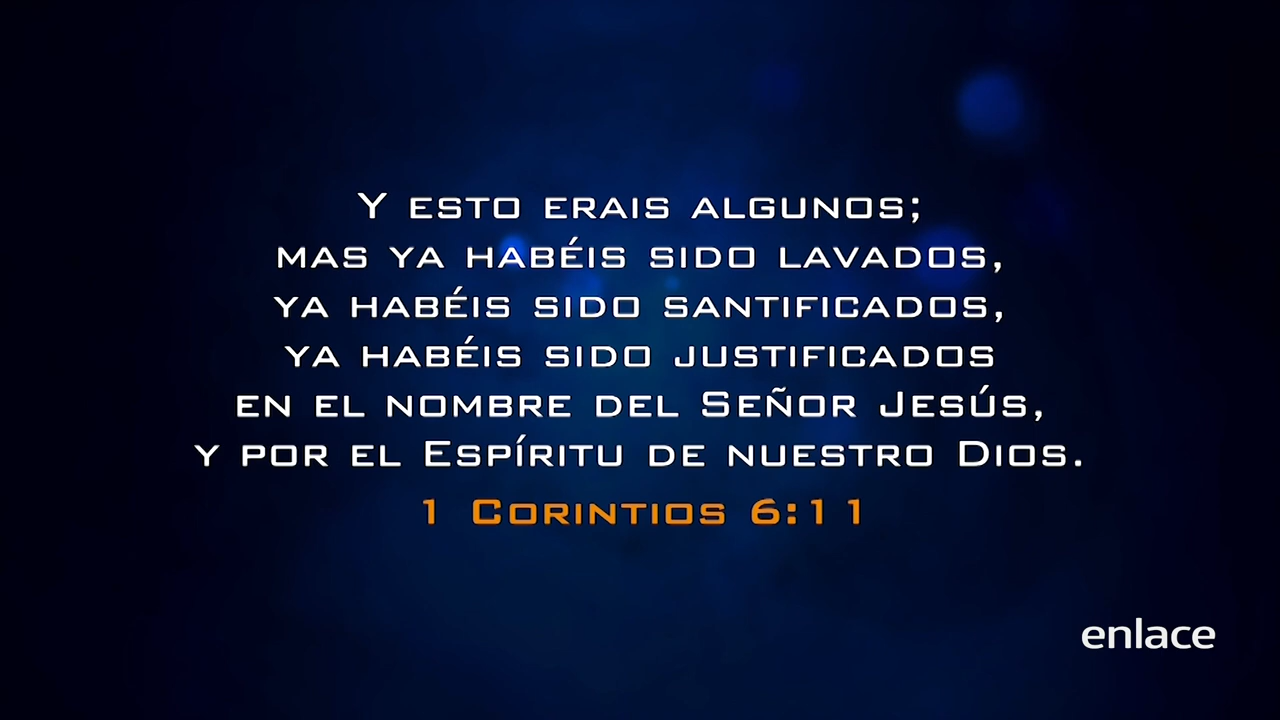 Y esto erais algunos;
mas ya habéis sido lavados,
ya habéis sido santificados,
ya habéis sido justificados
en el nombre del Señor Jesús,
y por el Espíritu de nuestro Dios.
1 Corintios 6:11
enlace